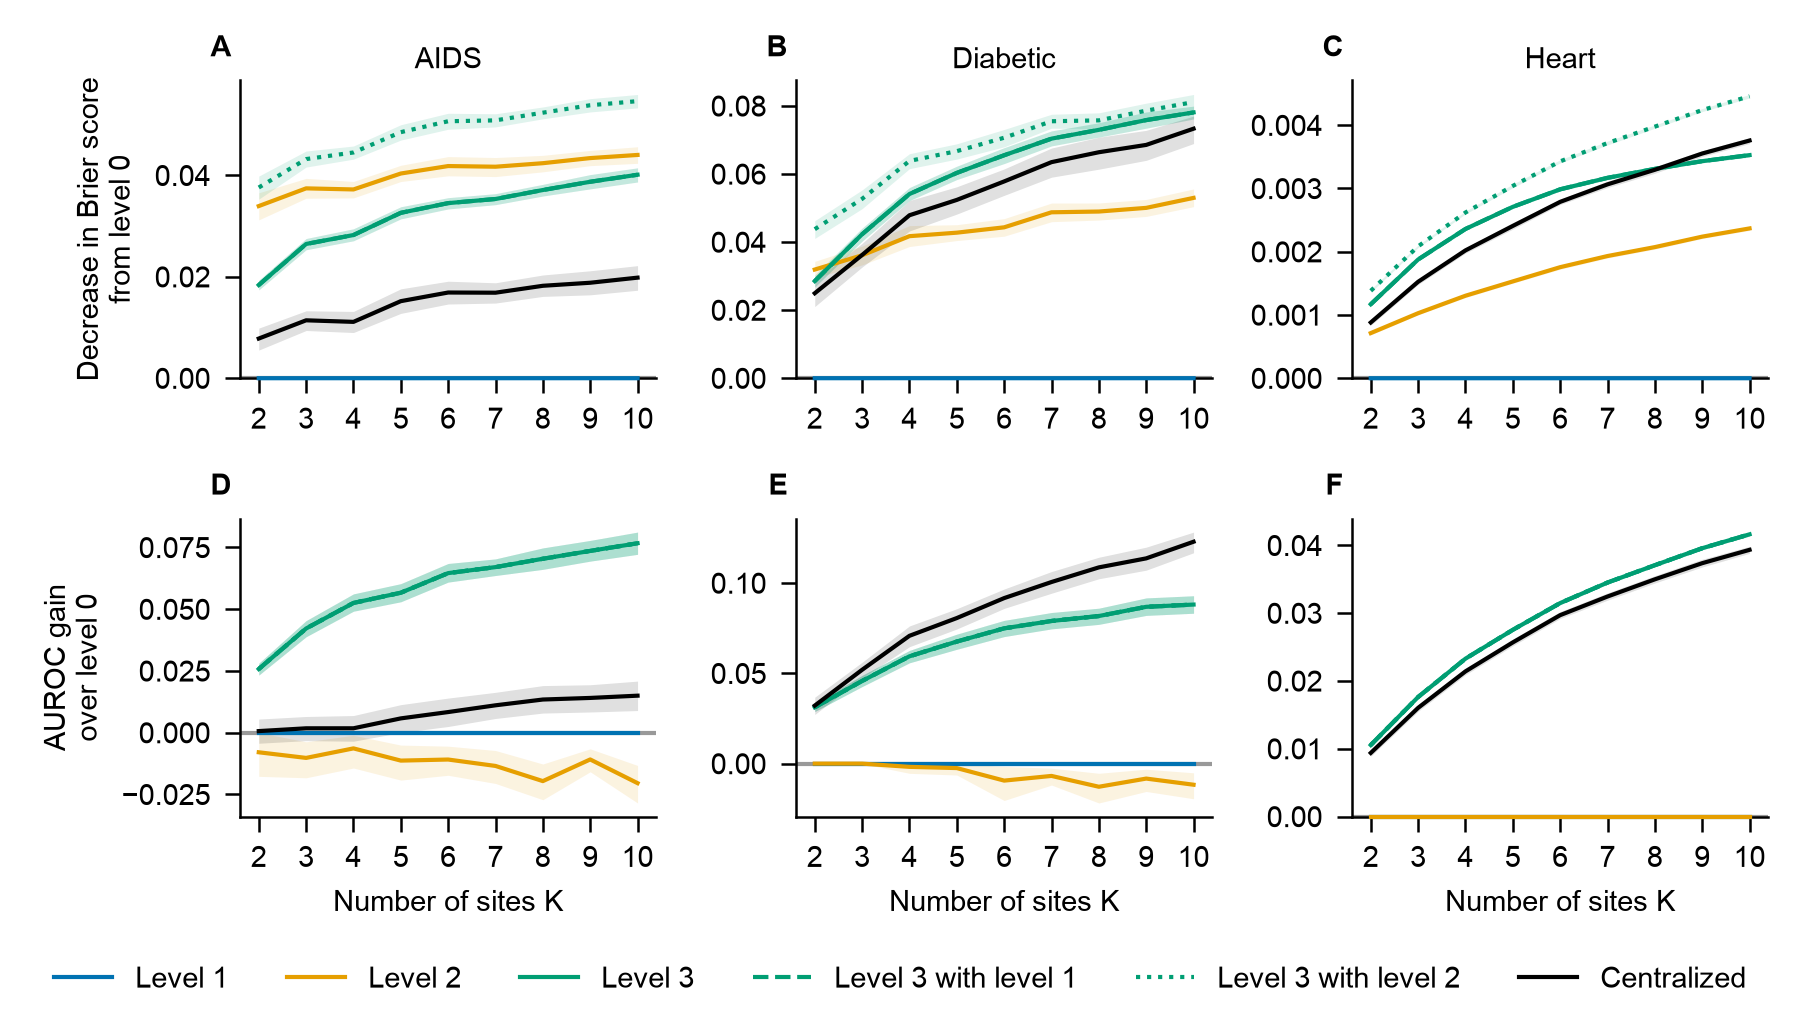 A AIDS
B Diabetic
C Heart
Decrease in Brier score
from level 0
0.04
0.02
0.00
2 3 4 5 6 7 8 9 10
0.08
0.06
0.04
0.02
0.00
2 3 4 5 6 7 8 9 10
0.004
0.003
0.002
0.001
0.000
2 3 4 5 6 7 8 9 10
D
E
F
AUROC gain
over level 0
0.075
0.050
0.025
0.000
−0.025
2 3 4 5 6 7 8 9 10
Number of sites K
0.10
0.05
0.00
2 3 4 5 6 7 8 9 10
Number of sites K
0.04
0.03
0.02
0.01
0.00
2 3 4 5 6 7 8 9 10
Number of sites K
Level 1 Level 2 Level 3 Level 3 with level 1 Level 3 with level 2 Centralized